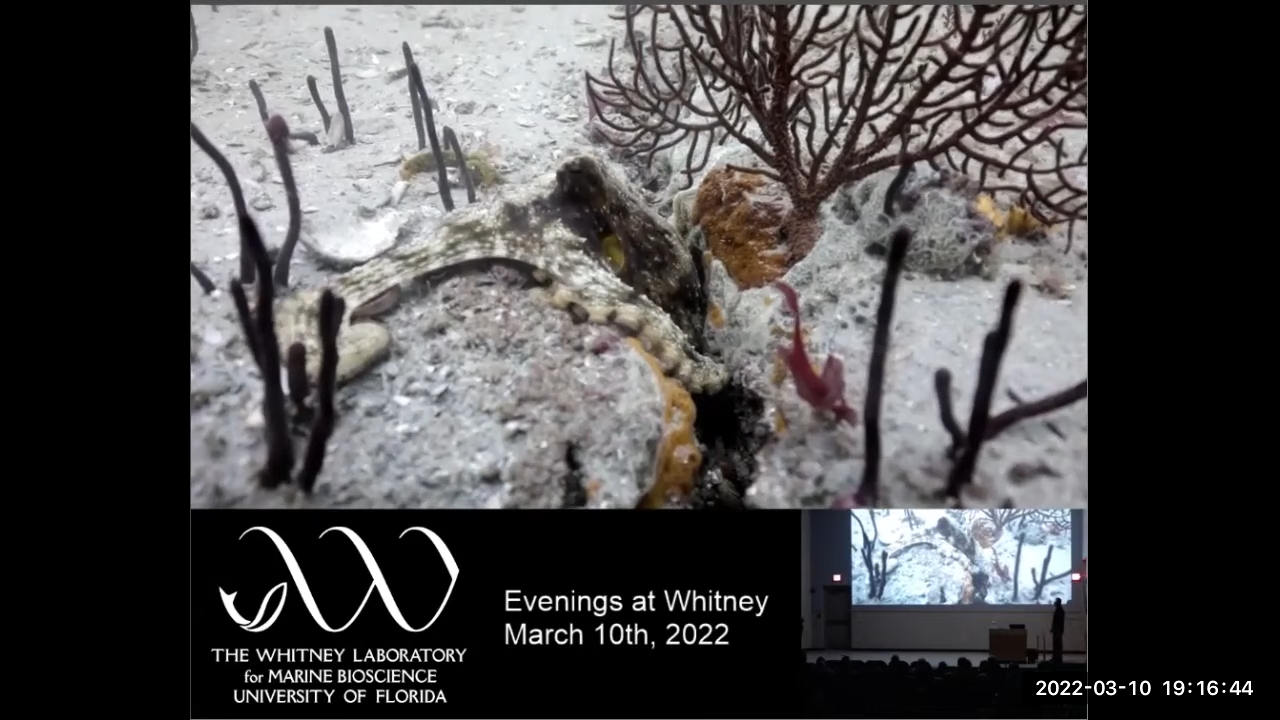 Evenings at Whitney
March 10th, 2022
THE WHITNEY LABORATORY
for MARINE BIOSCIENCE
UNIVERSITY OF FLORIDA
2022-03-10 19:16:44